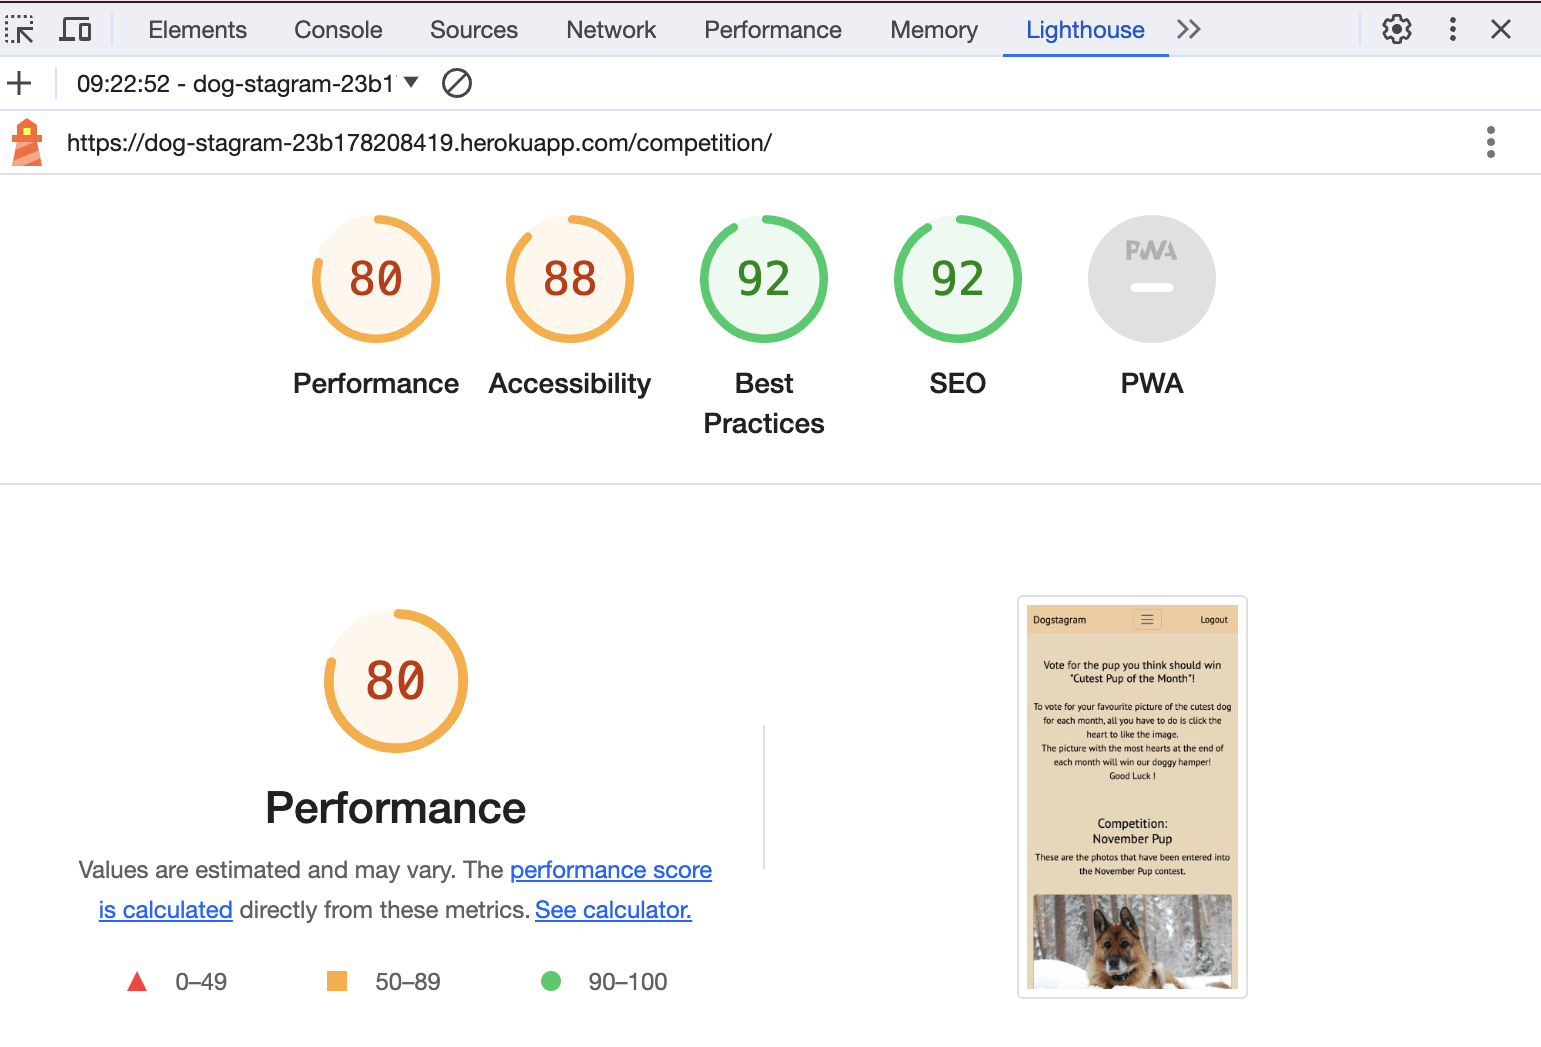 Elements Console Sources Network Performance Memory Lighthouse
09:22:52 - dog-stagram-23b1
https://dog-stagram-23b178208419.herokuapp.com/competition/
80 88 92 92 PWA
Performance Accessibility Best Practices SEO PWA
80
Performance
Values are estimated and may vary. The performance score
is calculated directly from these metrics. See calculator.
0–49 50–89 90–100
Dogstagram Logout
Vote for the pup you think should win
"Cutest Pup of the Month"!
To vote for your favourite picture of the cutest dog
for each month, all you have to do is click the
heart to like the image.
The picture with the most hearts at the end of
each month will win our doggy hamper!
Good Luck !
Competition:
November Pup
These are the photos that have been entered into
the November Pup contest.